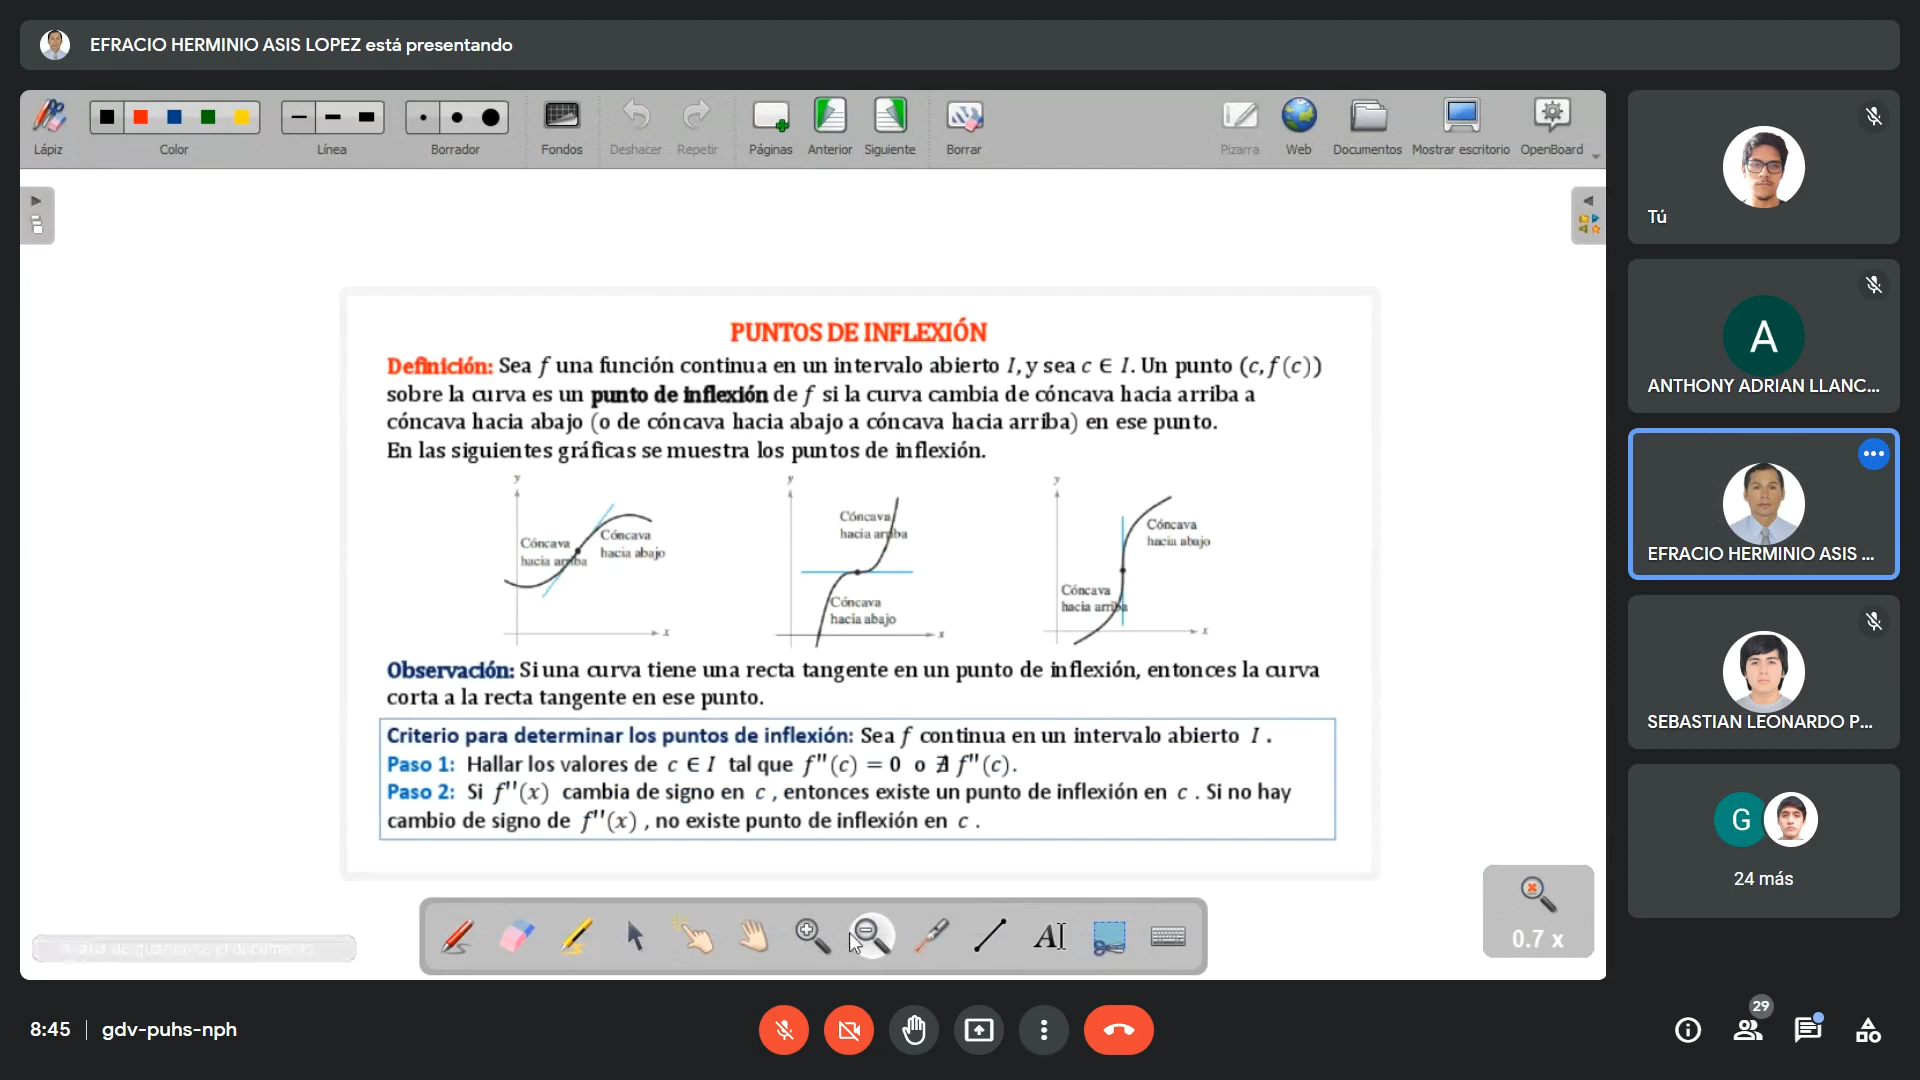 EFRACIO HERMINIO ASIS LOPEZ está presentando
Lápiz
Color
Línea
Borrador
Fondos
Deshacer
Repetir
Páginas
Anterior
Siguiente
Borrar
Pizarra
Web
Documentos
Mostrar escritorio
OpenBoard
PUNTOS DE INFLEXIÓN
Definición: Sea f una función continua en un intervalo abierto I, y sea c ∈ I. Un punto (c, f(c))
sobre la curva es un punto de inflexión de f si la curva cambia de cóncava hacia arriba a
cóncava hacia abajo (o de cóncava hacia abajo a cóncava hacia arriba) en ese punto.
En las siguientes gráficas se muestra los puntos de inflexión.
y
Cóncava
hacia arriba
Cóncava
hacia abajo
x
y
Cóncava
hacia arriba
Cóncava
hacia abajo
x
y
Cóncava
hacia abajo
Cóncava
hacia arriba
x
Observación: Si una curva tiene una recta tangente en un punto de inflexión, entonces la curva
corta a la recta tangente en ese punto.
Criterio para determinar los puntos de inflexión: Sea f continua en un intervalo abierto I .
Paso 1: Hallar los valores de c ∈ I tal que f''(c) = 0 o ∄ f''(c).
Paso 2: Si f''(x) cambia de signo en c , entonces existe un punto de inflexión en c . Si no hay
cambio de signo de f''(x) , no existe punto de inflexión en c .
0.7 x
Tú
A
ANTHONY ADRIAN LLANC...
EFRACIO HERMINIO ASIS ...
SEBASTIAN LEONARDO P...
G
24 más
8:45
gdv-puhs-nph
29